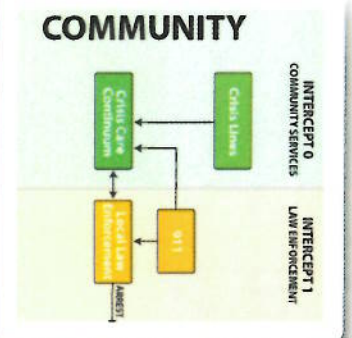 COMMUNITY
INTERCEPT 0
COMMUNITY SERVICES
INTERCEPT 1
LAW ENFORCEMENT
Crisis Lines
911
Crisis Care
Continuum
Local Law
Enforcement
ARREST